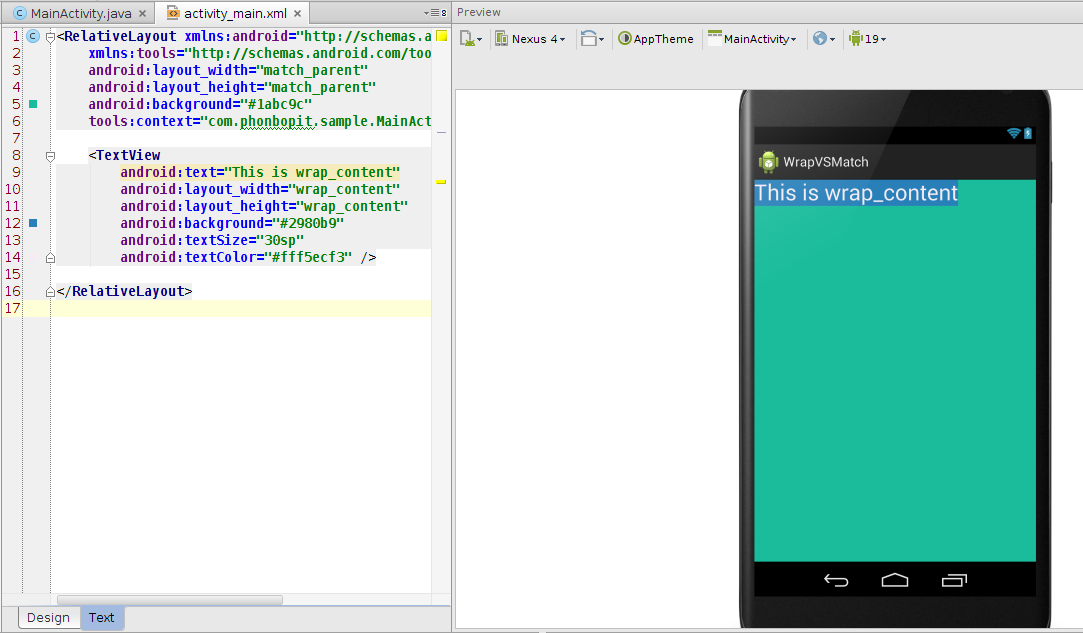 MainActivity.java
activity_main.xml
8
Preview
Nexus 4
AppTheme
MainActivity
19
1 C <RelativeLayout xmlns:android="http://schemas.a
2 xmlns:tools="http://schemas.android.com/too
3 android:layout_width="match_parent"
4 android:layout_height="match_parent"
5 android:background="#1abc9c"
6 tools:context="com.phonbopit.sample.MainAct
7
8 <TextView
9 android:text="This is wrap_content"
10 android:layout_width="wrap_content"
11 android:layout_height="wrap_content"
12 android:background="#2980b9"
13 android:textSize="30sp"
14 android:textColor="#fff5ecf3" />
15
16 </RelativeLayout>
17
WrapVSMatch
This is wrap_content
Design Text